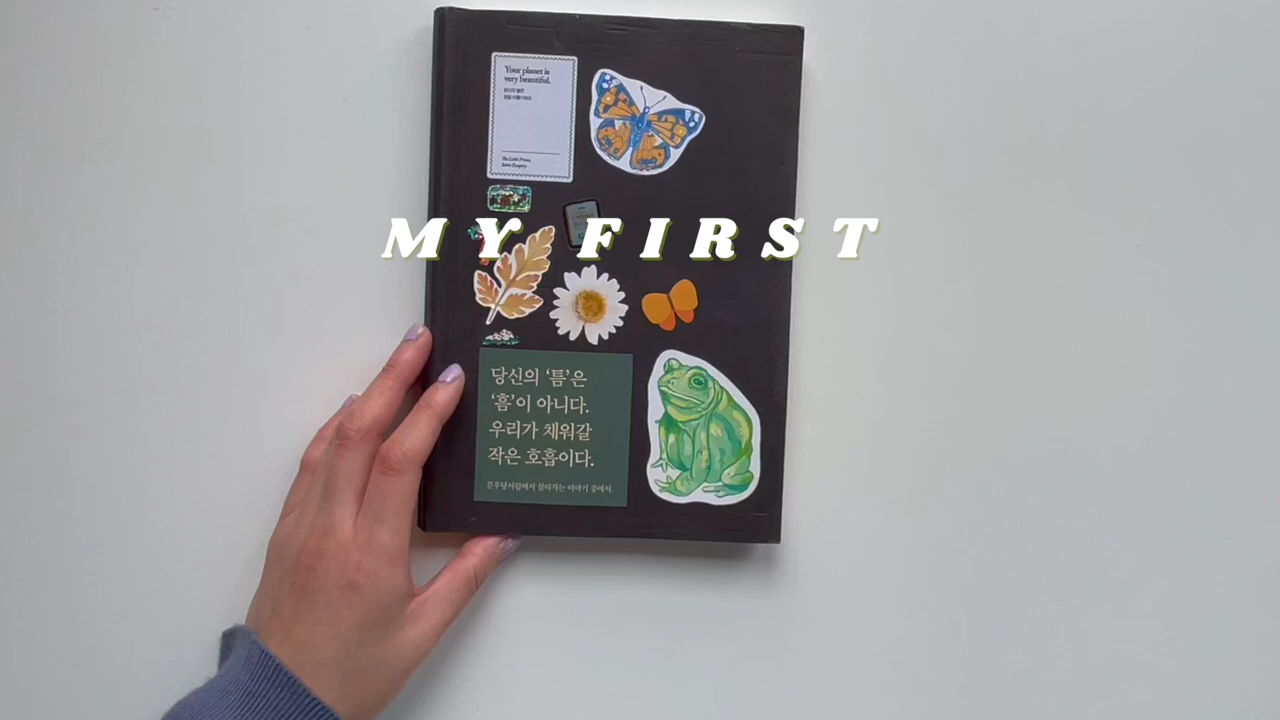 Your planet is
very beautiful.
The Little Prince,
MY FIRST
당신의 ‘틈’은
‘흠’이 아니다.
우리가 채워갈
작은 호흡이다.